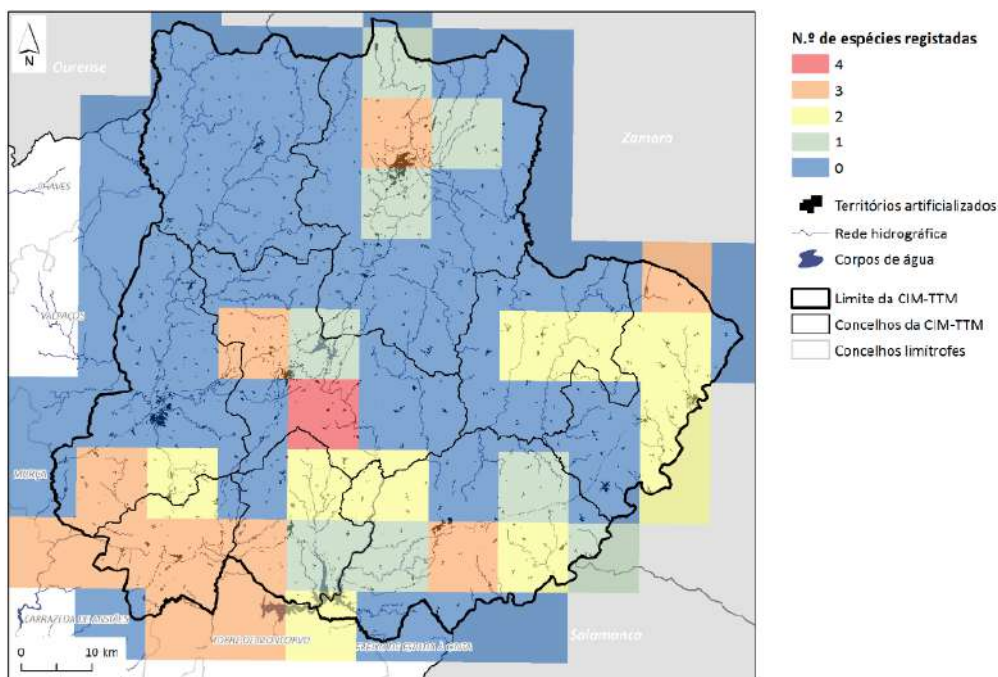 N
Ourense
Zamora
CHAVES
VALPAÇOS
MURÇA
CARRAZEDA DE ANSIÃES
TORRE DE MONCORVO
FREIXO DE ESPADA À CINTA
Salamanca
0 10 km
N.º de espécies registadas
4
3
2
1
0
Territórios artificializados
Rede hidrográfica
Corpos de água
Limite da CIM-TTM
Concelhos da CIM-TTM
Concelhos limítrofes